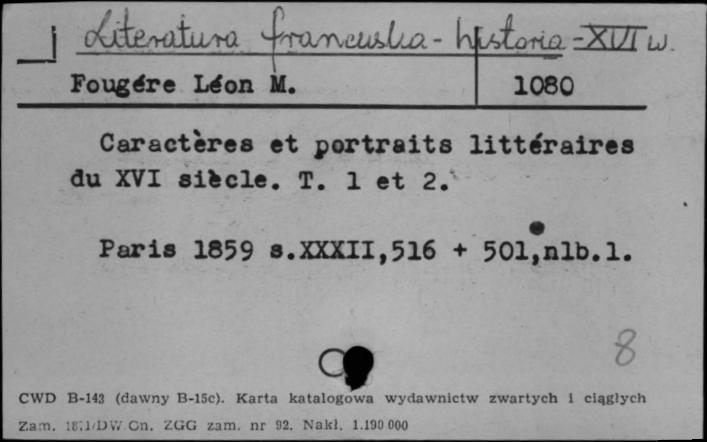 Literatura francuska - historia - XVI w.
Fougére Léon M. 1080
Caractères et portraits littéraires
du XVI siècle. T. 1 et 2.
Paris 1859 s.XXXII,516 + 501,nlb.1.
8
CWD B-143 (dawny B-15c). Karta katalogowa wydawnictw zwartych i ciągłych
Zam. 1871/DW Gn. ZGG zam. nr 92. Nakł. 1.190 000